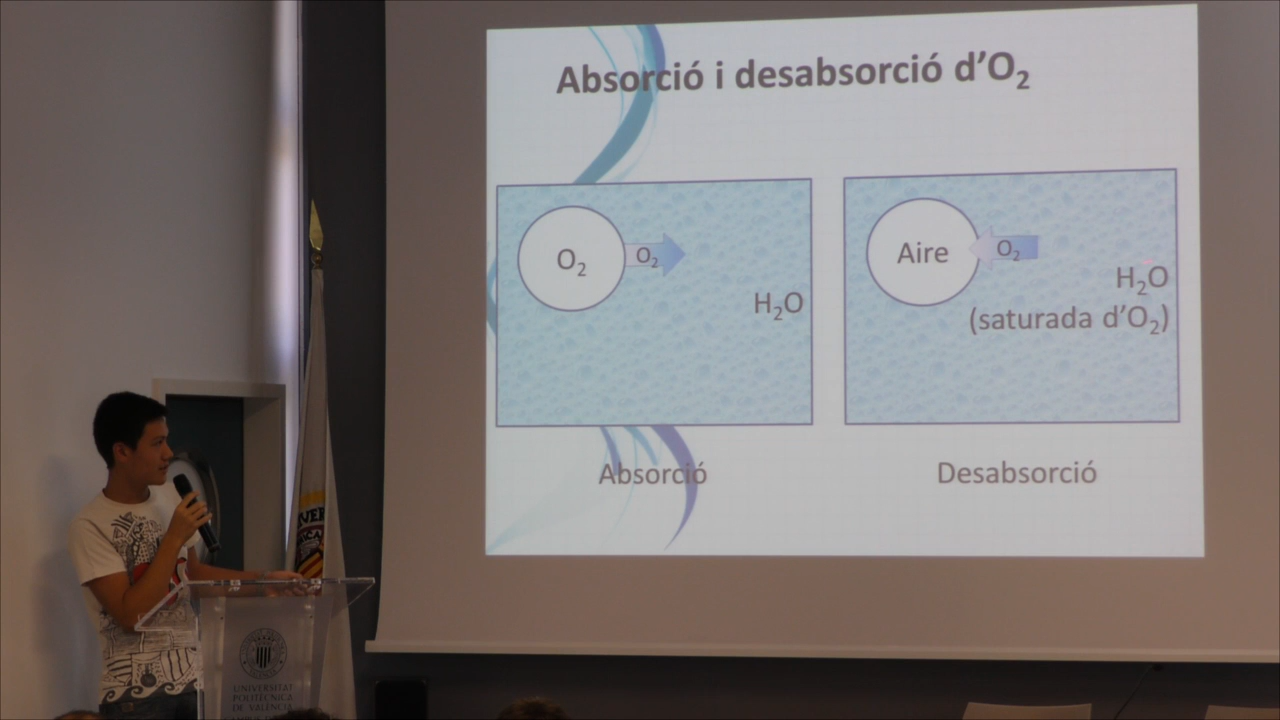 Absorció i desabsorció d'O₂
O₂
O₂
H₂O
Aire
O₂
H₂O
(saturada d'O₂)
Absorció
Desabsorció
UNIVERSITAT
POLITÈCNICA
DE VALÈNCIA